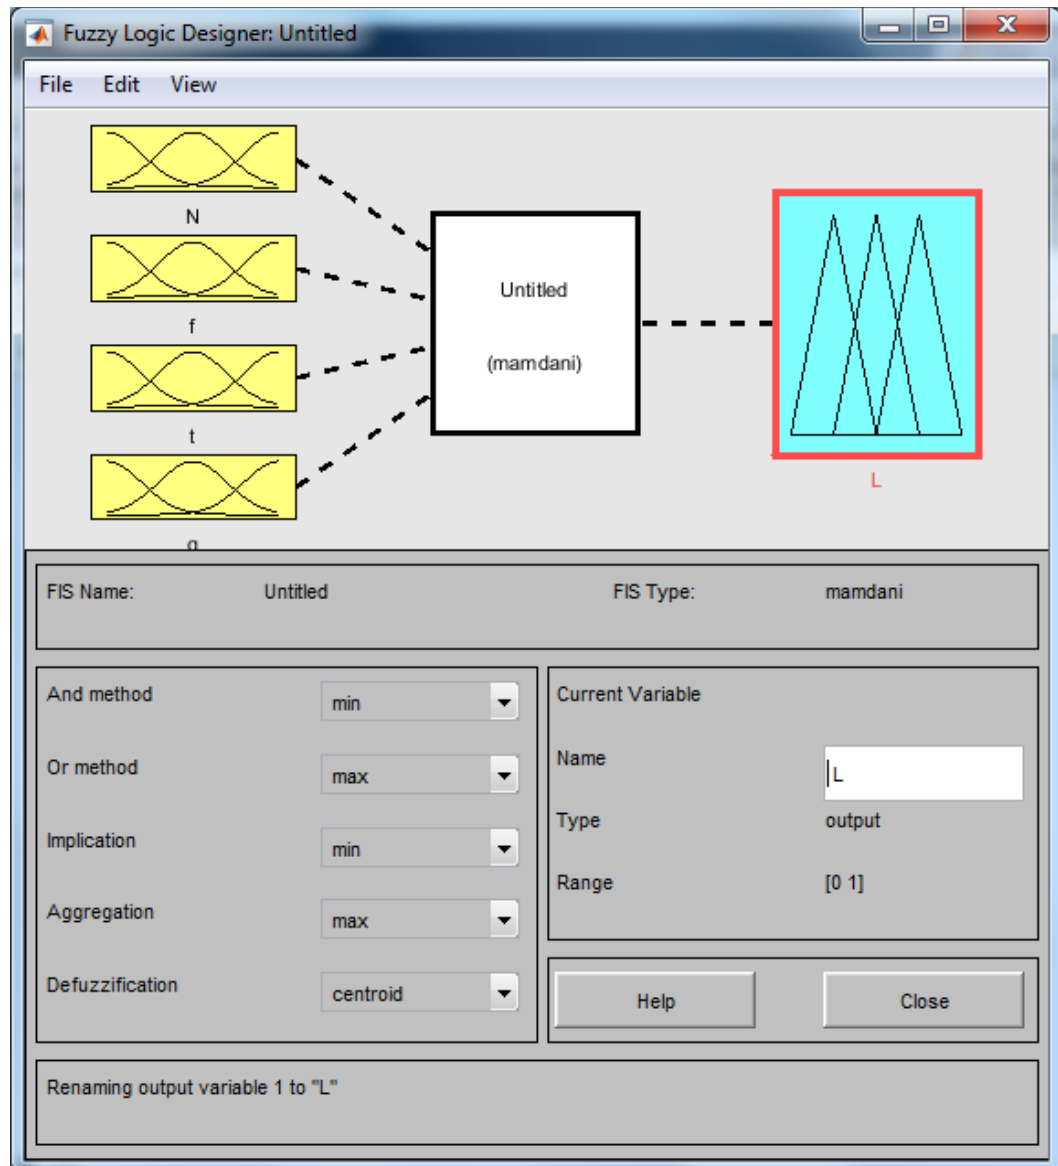 Fuzzy Logic Designer: Untitled
File Edit View
N
f
t
Untitled
(mamdani)
L
FIS Name: Untitled FIS Type: mamdani
And method min
Or method max
Implication min
Aggregation max
Defuzzification centroid
Current Variable
Name L
Type output
Range [0 1]
Help Close
Renaming output variable 1 to "L"